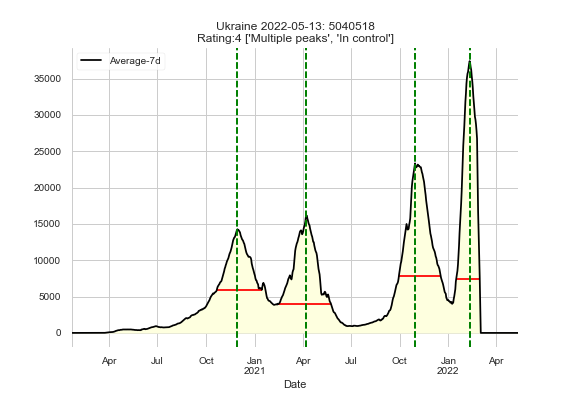 Ukraine 2022-05-13: 5040518
Rating:4 ['Multiple peaks', 'In control']
Average-7d
35000
30000
25000
20000
15000
10000
5000
0
Apr Jul Oct Jan Apr Jul Oct Jan Apr
2021 2022
Date